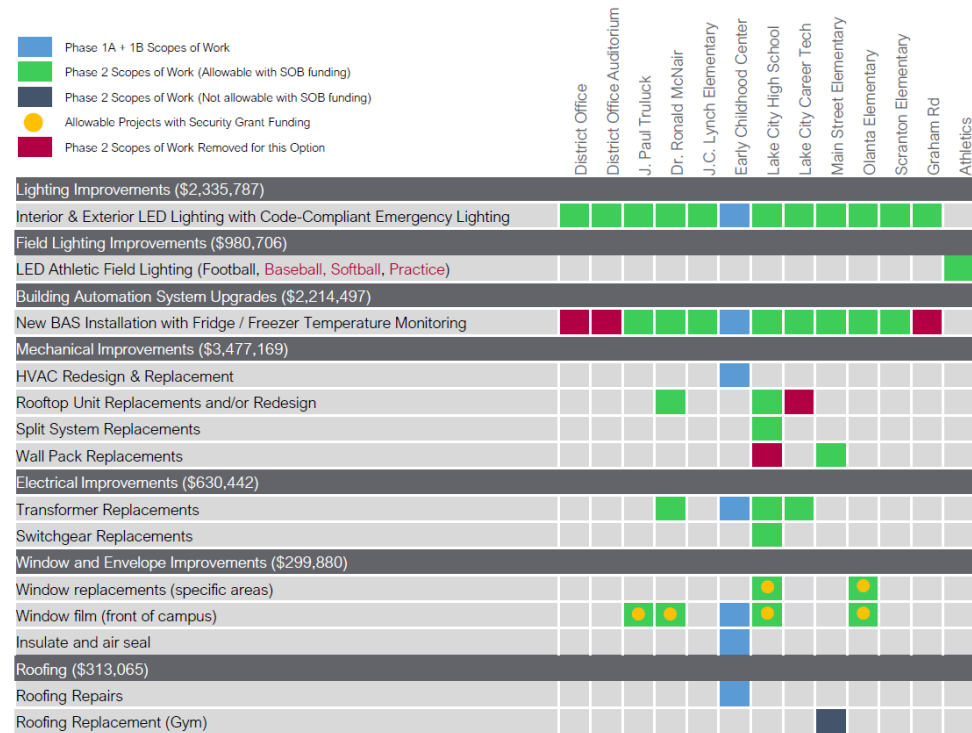 Phase 1A + 1B Scopes of Work
Phase 2 Scopes of Work (Allowable with SOB funding)
Phase 2 Scopes of Work (Not allowable with SOB funding)
Allowable Projects with Security Grant Funding
Phase 2 Scopes of Work Removed for this Option
District Office
District Office Auditorium
J. Paul Truluck
Dr. Ronald McNair
J.C. Lynch Elementary
Early Childhood Center
Lake City High School
Lake City Career Tech
Main Street Elementary
Olanta Elementary
Scranton Elementary
Graham Rd
Athletics
Lighting Improvements ($2,335,787)
Interior & Exterior LED Lighting with Code-Compliant Emergency Lighting
Field Lighting Improvements ($980,706)
LED Athletic Field Lighting (Football, Baseball, Softball, Practice)
Building Automation System Upgrades ($2,214,497)
New BAS Installation with Fridge / Freezer Temperature Monitoring
Mechanical Improvements ($3,477,169)
HVAC Redesign & Replacement
Rooftop Unit Replacements and/or Redesign
Split System Replacements
Wall Pack Replacements
Electrical Improvements ($630,442)
Transformer Replacements
Switchgear Replacements
Window and Envelope Improvements ($299,880)
Window replacements (specific areas)
Window film (front of campus)
Insulate and air seal
Roofing ($313,065)
Roofing Repairs
Roofing Replacement (Gym)